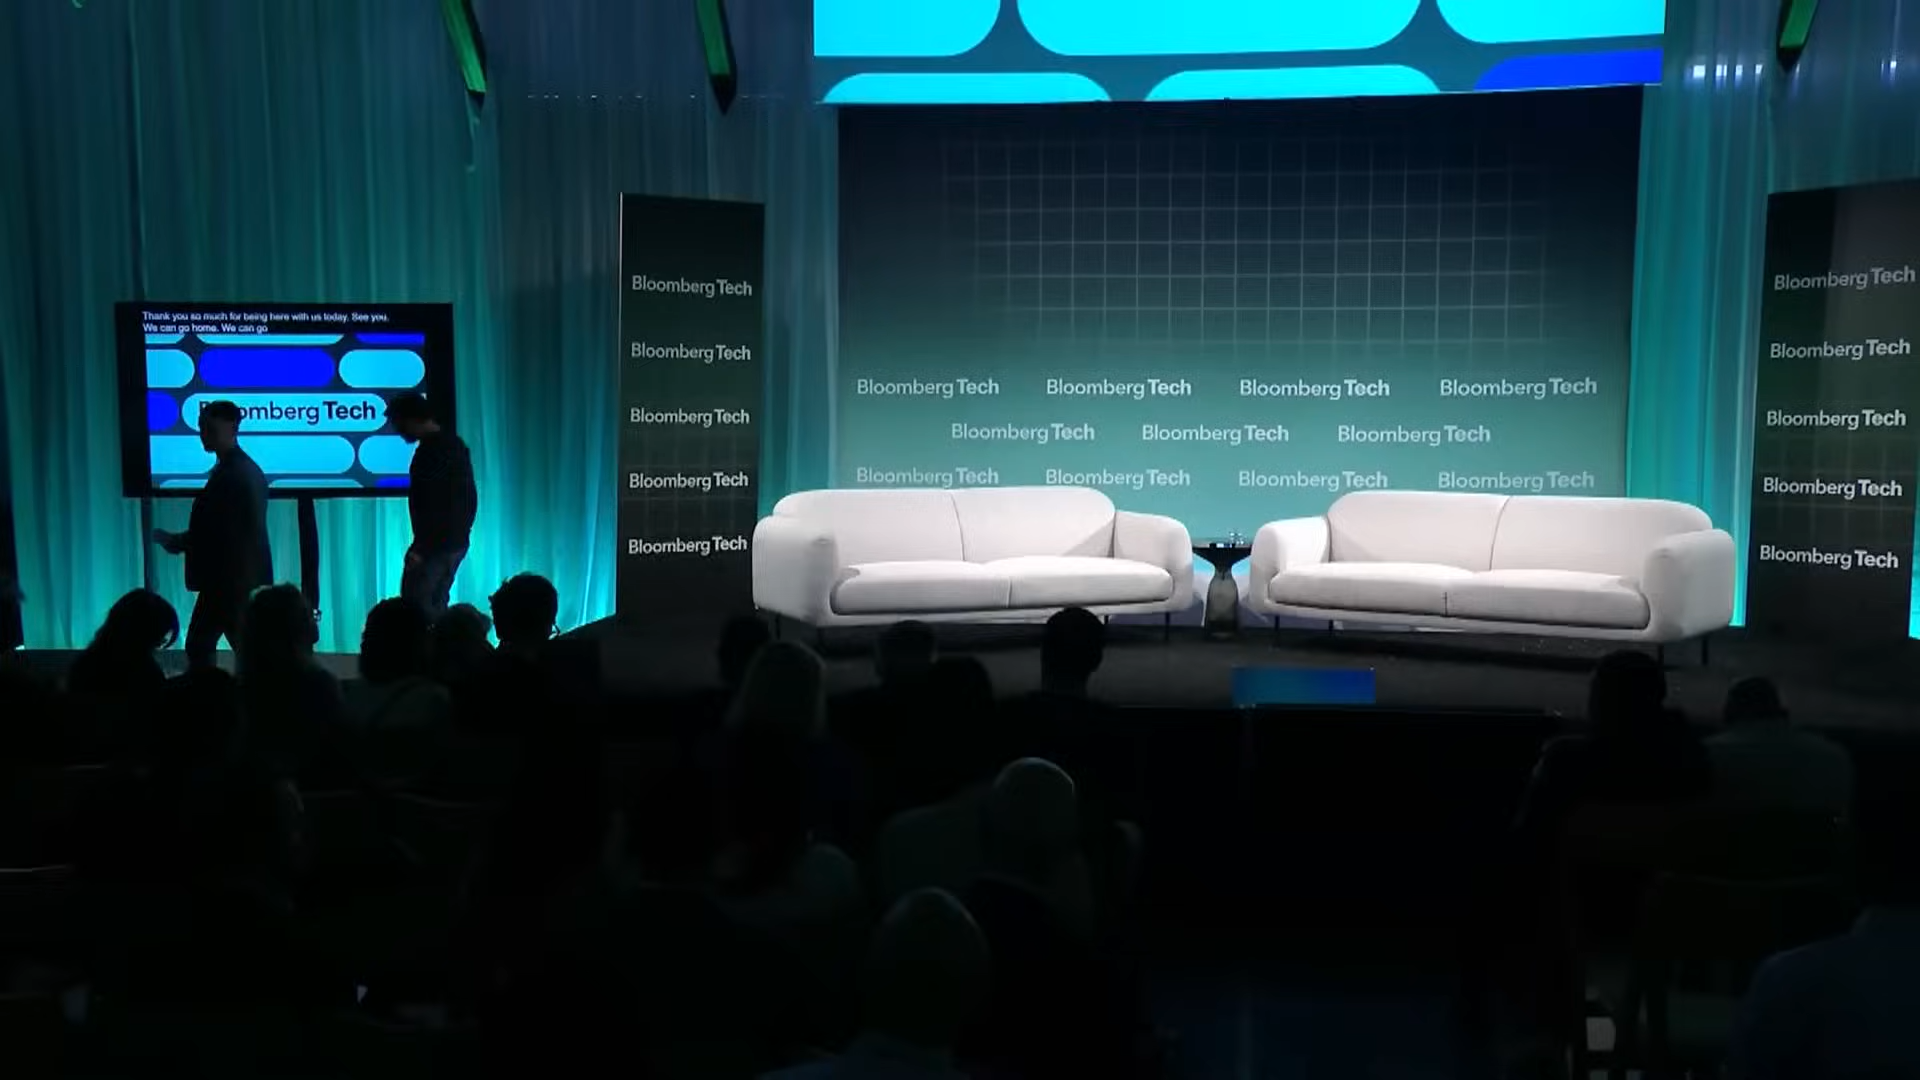 Thank you so much for being here with us today. See you.
We can go home. We can go
Bloomberg Tech
Bloomberg Tech
Bloomberg Tech
Bloomberg Tech
Bloomberg Tech
Bloomberg Tech
Bloomberg Tech Bloomberg Tech Bloomberg Tech Bloomberg Tech
Bloomberg Tech Bloomberg Tech Bloomberg Tech
Bloomberg Tech Bloomberg Tech Bloomberg Tech Bloomberg Tech
Bloomberg Tech
Bloomberg Tech
Bloomberg Tech
Bloomberg Tech
Bloomberg Tech